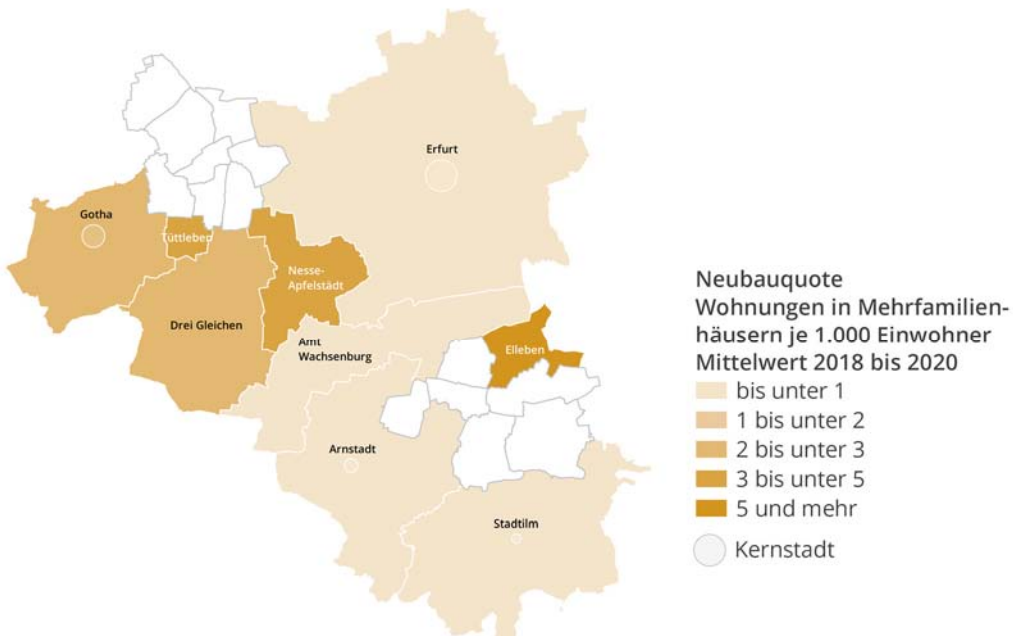 Erfurt
Gotha
Tüttleben
Nesse-
Apfelstädt
Drei Gleichen
Amt
Wachsenburg
Elleben
Arnstadt
Stadtilm
Neubauquote
Wohnungen in Mehrfamilien-
häusern je 1.000 Einwohner
Mittelwert 2018 bis 2020
bis unter 1
1 bis unter 2
2 bis unter 3
3 bis unter 5
5 und mehr
Kernstadt